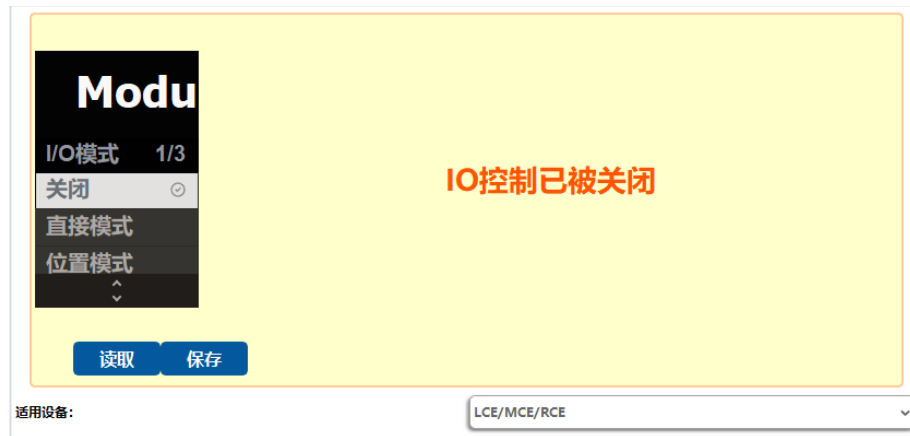 Modu
I/O模式 1/3
关闭
直接模式
位置模式
IO控制已被关闭
读取 保存
适用设备: LCE/MCE/RCE